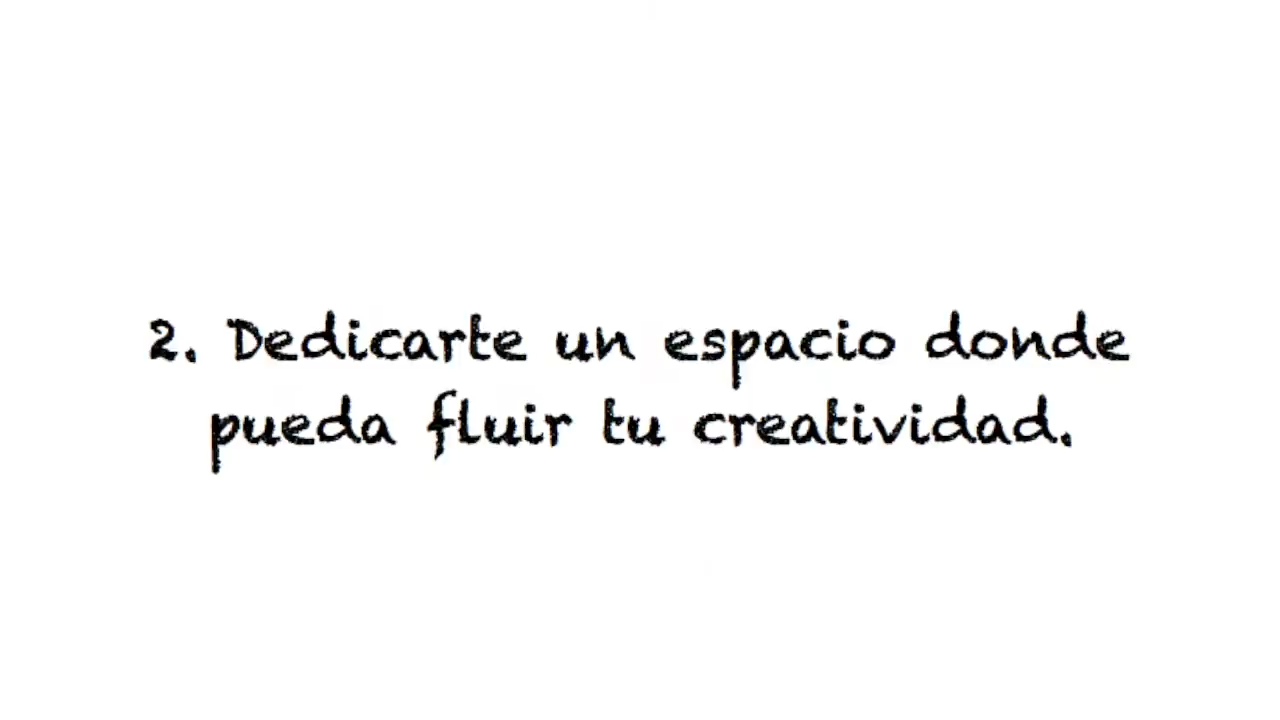 2. Dedicarte un espacio donde
pueda fluir tu creatividad.